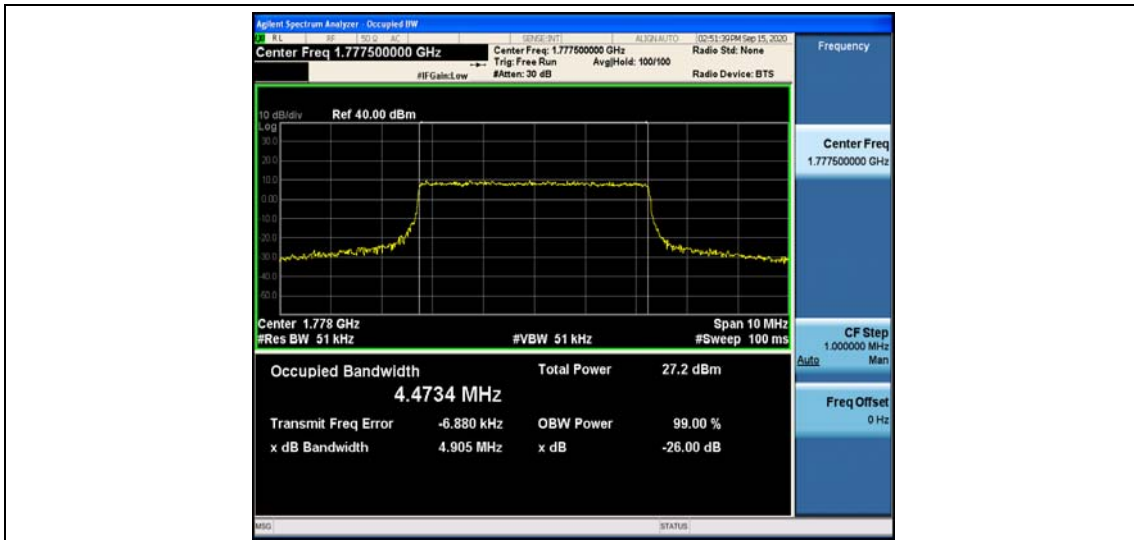 Agilent Spectrum Analyzer - Occupied BW
RL RF 50 Ω AC SENSE:INT ALIGN AUTO 02:51:39 PM Sep 15, 2020
Center Freq 1.777500000 GHz
Center Freq: 1.777500000 GHz Radio Std: None
Trig: Free Run Avg|Hold: 100/100
#IFGain:Low #Atten: 30 dB Radio Device: BTS
10 dB/div Ref 40.00 dBm
Log
30.0
20.0
10.0
0.00
-10.0
-20.0
-30.0
-40.0
-50.0
Center 1.778 GHz Span 10 MHz
#Res BW 51 kHz #VBW 51 kHz #Sweep 100 ms
Occupied Bandwidth Total Power 27.2 dBm
4.4734 MHz
Transmit Freq Error -6.880 kHz OBW Power 99.00 %
x dB Bandwidth 4.905 MHz x dB -26.00 dB
MSG STATUS
Frequency
Center Freq
1.777500000 GHz
CF Step
1.000000 MHz
Auto Man
Freq Offset
0 Hz